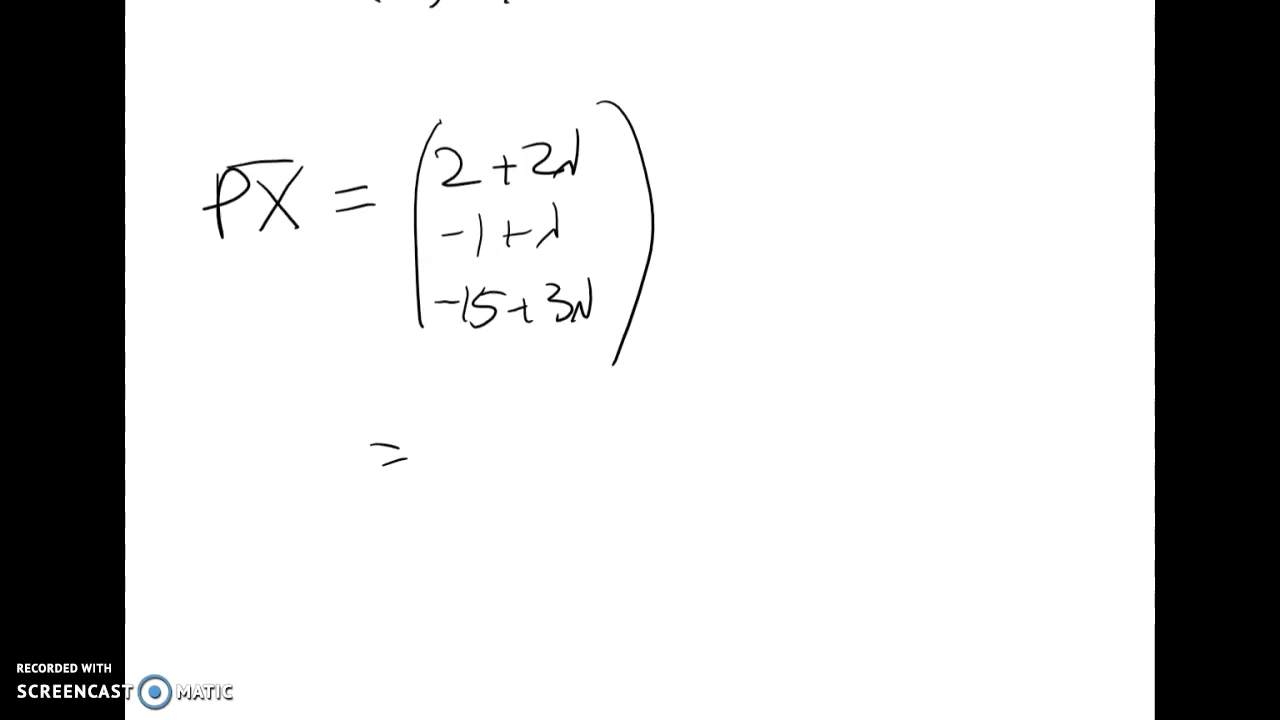 PX = (2 + 2λ
-1 + λ
-15 + 3λ)
=
RECORDED WITH
SCREENCAST MATIC